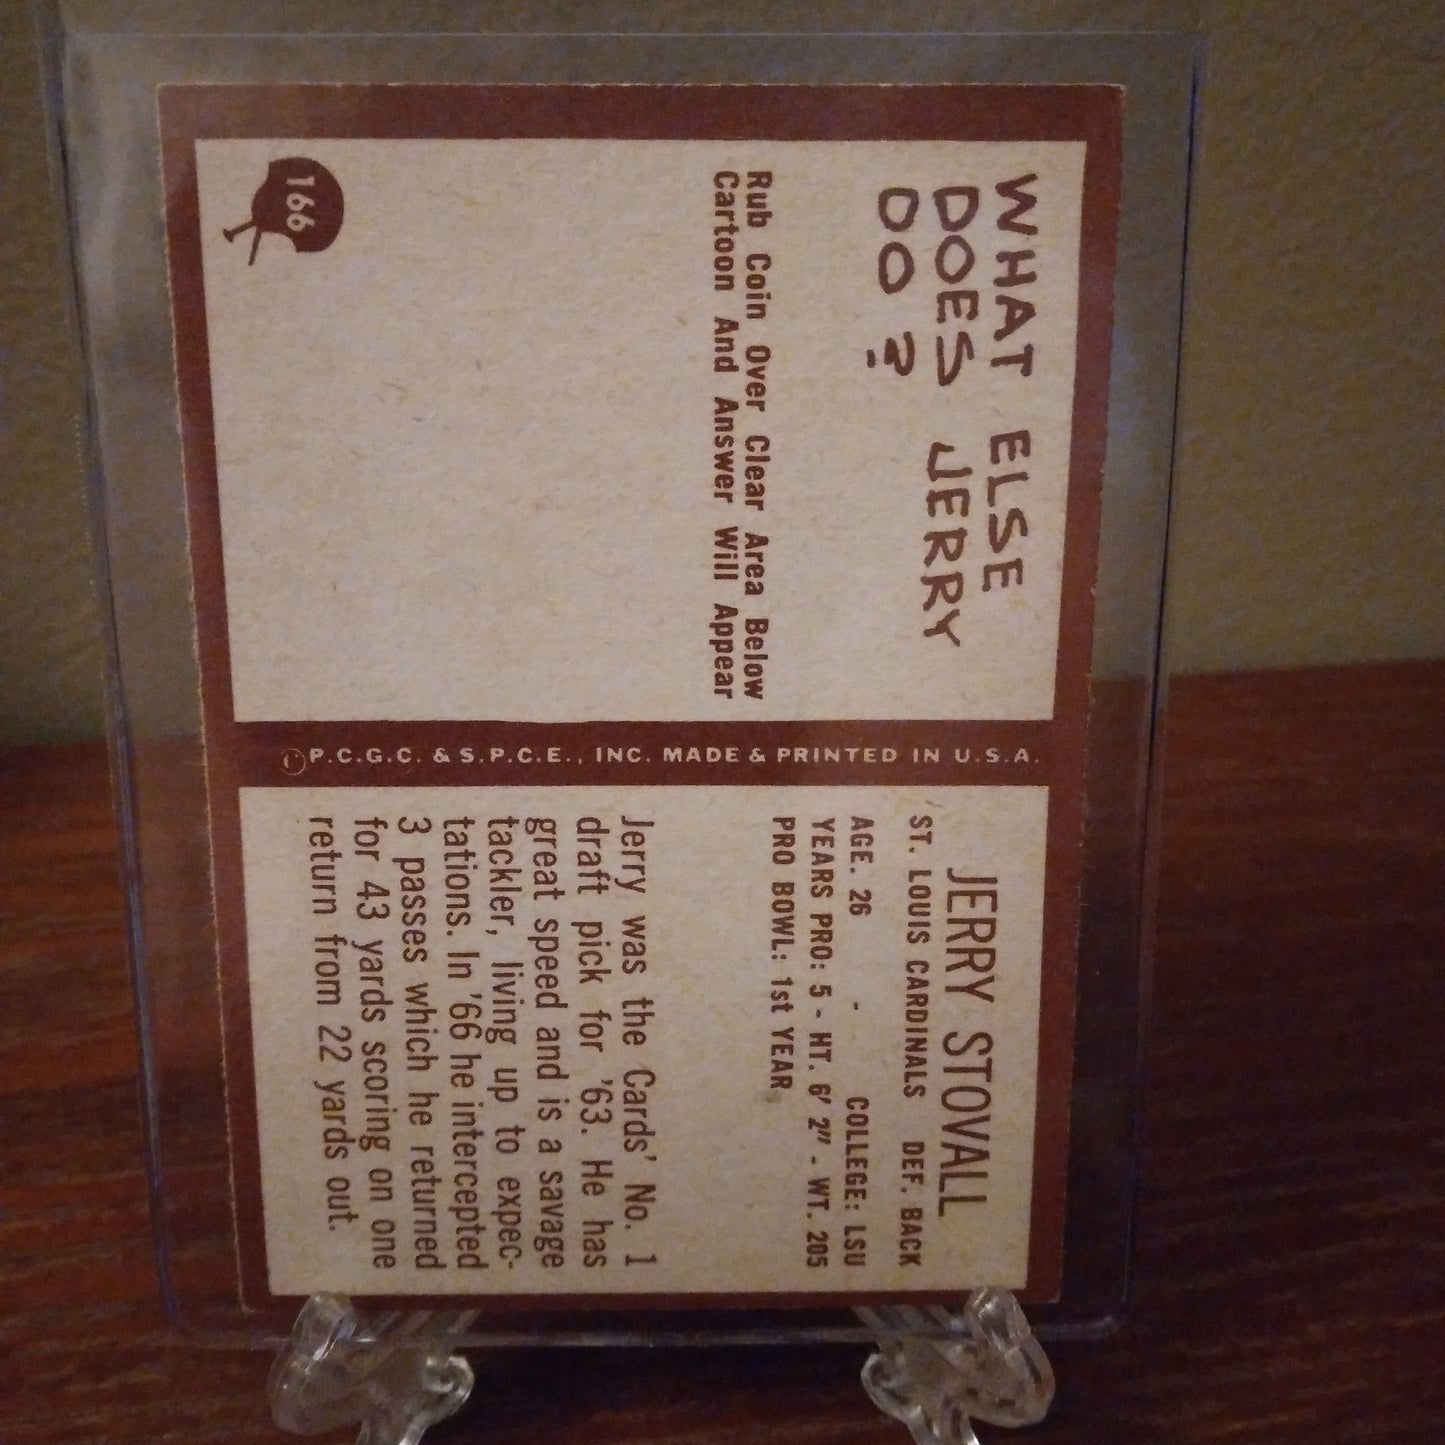 WHAT ELSE
DOES JERRY
DO?
Rub Coin Over Clear Area Below
Cartoon And Answer Will Appear
166
©P.C.G.C. & S.P.C.E., INC. MADE & PRINTED IN U.S.A.
JERRY STOVALL
ST. LOUIS CARDINALS DEF. BACK
AGE. 26 - COLLEGE: LSU
YEARS PRO: 5 - HT. 6' 2" - WT. 205
PRO BOWL: 1st YEAR
Jerry was the Cards' No. 1
draft pick for '63. He has
great speed and is a savage
tackler, living up to expec-
tations. In '66 he intercepted
3 passes which he returned
for 43 yards scoring on one
return from 22 yards out.